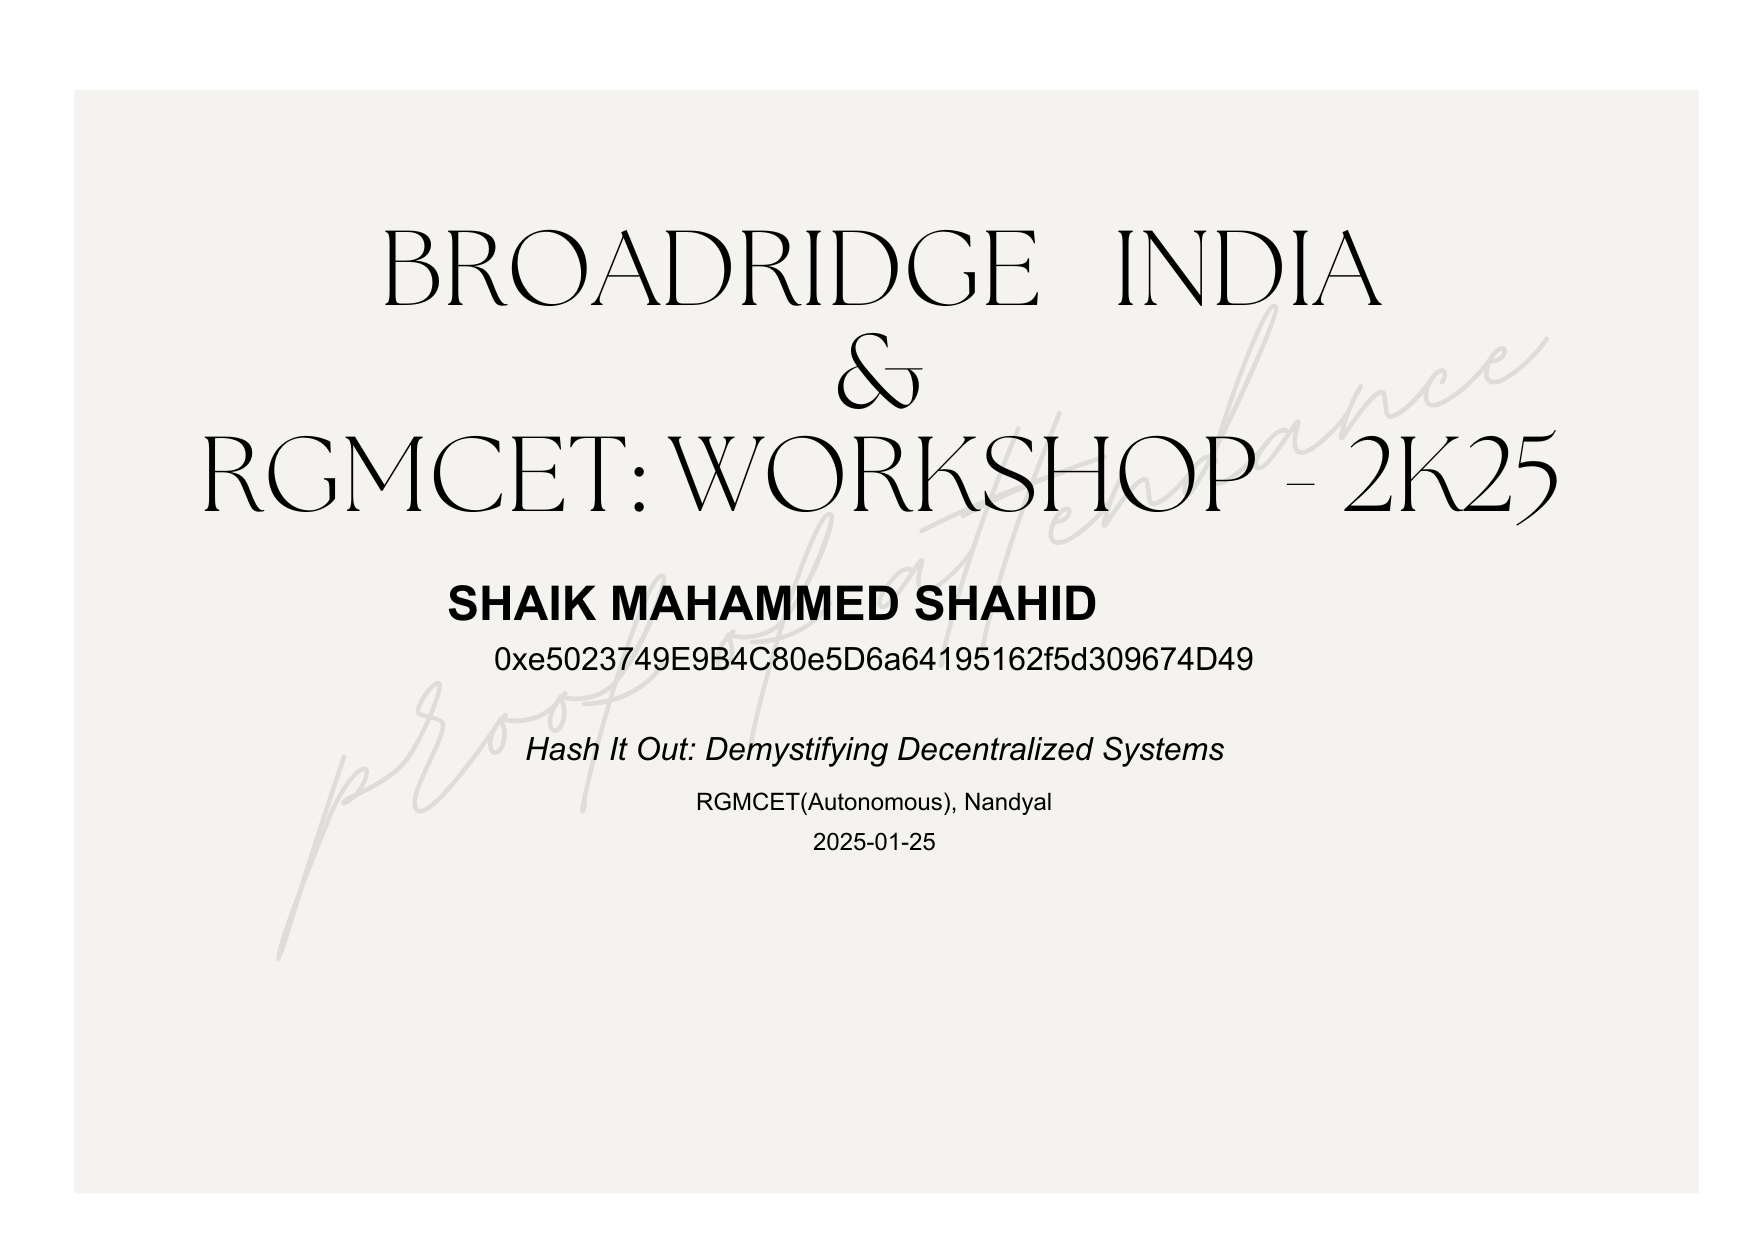 BROADRIDGE INDIA
&
RGMCET: WORKSHOP - 2K25
proof of attendance
SHAIK MAHAMMED SHAHID
0xe5023749E9B4C80e5D6a64195162f5d309674D49
Hash It Out: Demystifying Decentralized Systems
RGMCET(Autonomous), Nandyal
2025-01-25